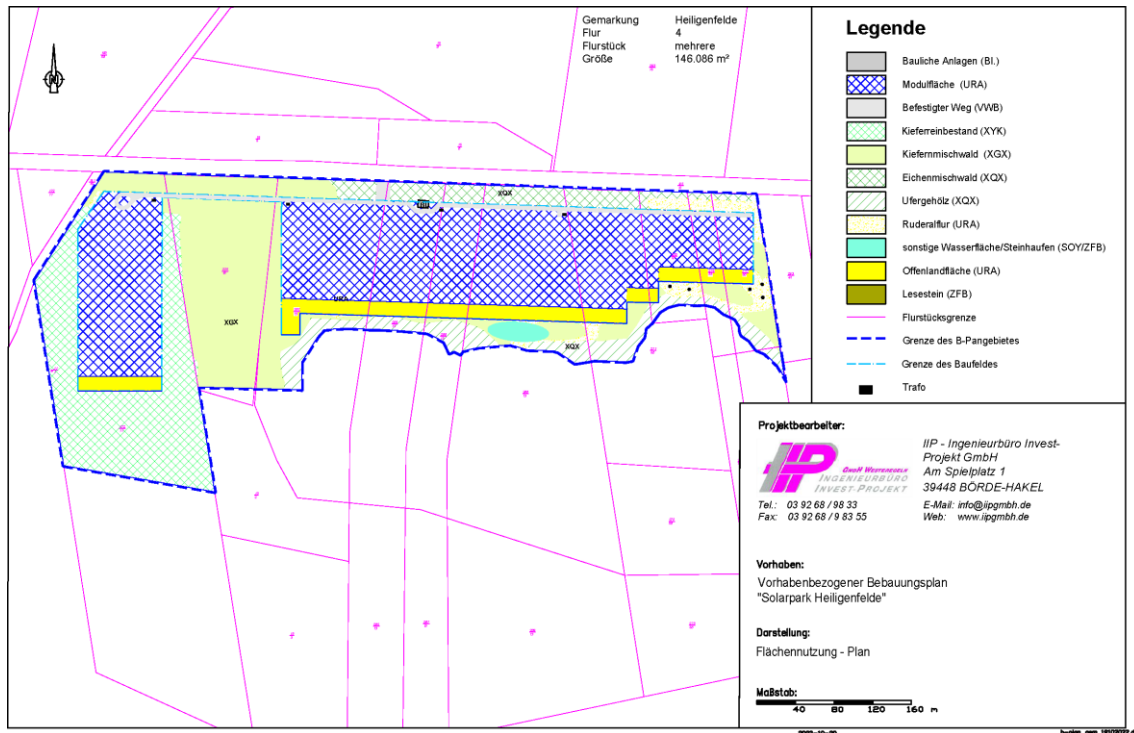 Gemarkung Heiligenfelde
Flur 4
Flurstück mehrere
Größe 146.086 m²
Legende
Bauliche Anlagen (BI.)
Modulfläche (URA)
Befestigter Weg (VWB)
Kieferreinbestand (XYK)
Kiefernmischwald (XGX)
Eichenmischwald (XQX)
Ufergehölz (XQX)
Ruderalflur (URA)
sonstige Wasserfläche/Steinhaufen (SOY/ZFB)
Offenlandfläche (URA)
Lesestein (ZFB)
Flurstücksgrenze
Grenze des B-Pangebietes
Grenze des Baufeldes
Trafo
XQX
URA
XGX
XQX
Projektbearbeiter:
IIP
GmbH Westeregeln
Ingenieurbüro
Invest-Projekt
IIP - Ingenieurbüro Invest-
Projekt GmbH
Am Spielplatz 1
39448 BÖRDE-HAKEL
Tel.: 03 92 68 / 98 33
Fax: 03 92 68 / 9 83 55
E-Mail: info@iipgmbh.de
Web: www.iipgmbh.de
Vorhaben:
Vorhabenbezogener Bebauungsplan
"Solarpark Heiligenfelde"
Darstellung:
Flächennutzung - Plan
Maßstab:
40 80 120 160 m